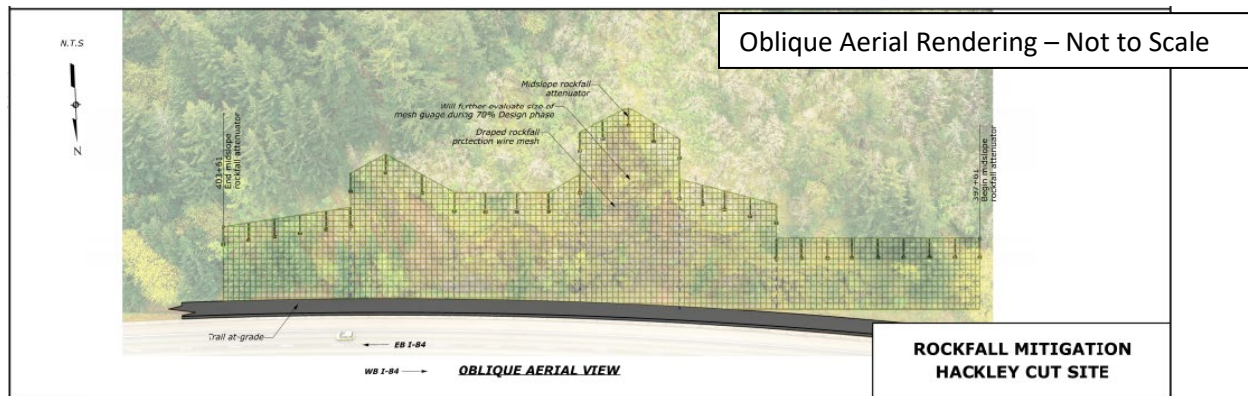 Oblique Aerial Rendering – Not to Scale
N.T.S
N
Midslope rockfall
attenuator
Will further evaluate size of
mesh guage during 70% Design phase
Draped rockfall
protection wire mesh
403+61
End midslope
rockfall attenuator
397+61
Begin midslope
rockfall attenuator
Trail at-grade
EB I-84
WB I-84
OBLIQUE AERIAL VIEW
ROCKFALL MITIGATION
HACKLEY CUT SITE